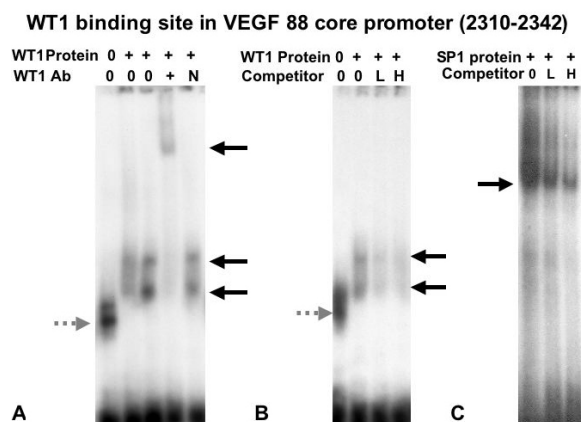 WT1 binding site in VEGF 88 core promoter (2310-2342)
WT1Protein 0 + + + +
WT1 Ab 0 0 0 + N
A
WT1 Protein 0 + + +
Competitor 0 0 L H
B
SP1 protein + + +
Competitor 0 L H
C